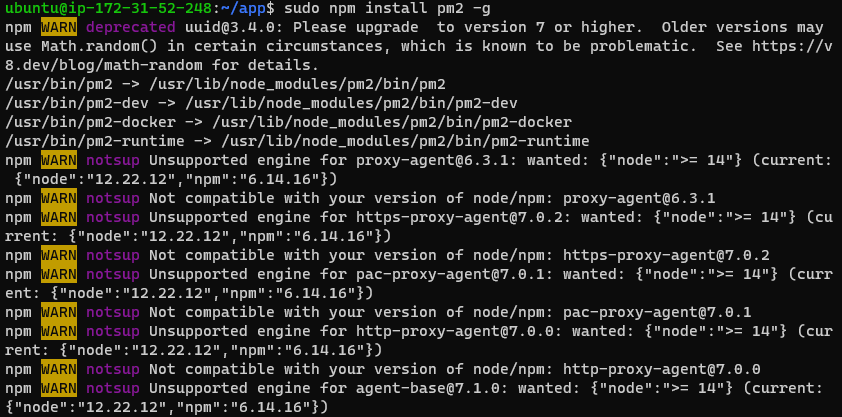 ubuntu@ip-172-31-52-248:~/app$ sudo npm install pm2 -g
npm WARN deprecated uuid@3.4.0: Please upgrade  to version 7 or higher.  Older versions may
use Math.random() in certain circumstances, which is known to be problematic.  See https://v
8.dev/blog/math-random for details.
/usr/bin/pm2 -> /usr/lib/node_modules/pm2/bin/pm2
/usr/bin/pm2-dev -> /usr/lib/node_modules/pm2/bin/pm2-dev
/usr/bin/pm2-docker -> /usr/lib/node_modules/pm2/bin/pm2-docker
/usr/bin/pm2-runtime -> /usr/lib/node_modules/pm2/bin/pm2-runtime
npm WARN notsup Unsupported engine for proxy-agent@6.3.1: wanted: {"node":">= 14"} (current:
 {"node":"12.22.12","npm":"6.14.16"})
npm WARN notsup Not compatible with your version of node/npm: proxy-agent@6.3.1
npm WARN notsup Unsupported engine for https-proxy-agent@7.0.2: wanted: {"node":">= 14"} (cu
rrent: {"node":"12.22.12","npm":"6.14.16"})
npm WARN notsup Not compatible with your version of node/npm: https-proxy-agent@7.0.2
npm WARN notsup Unsupported engine for pac-proxy-agent@7.0.1: wanted: {"node":">= 14"} (curr
ent: {"node":"12.22.12","npm":"6.14.16"})
npm WARN notsup Not compatible with your version of node/npm: pac-proxy-agent@7.0.1
npm WARN notsup Unsupported engine for http-proxy-agent@7.0.0: wanted: {"node":">= 14"} (cur
rent: {"node":"12.22.12","npm":"6.14.16"})
npm WARN notsup Not compatible with your version of node/npm: http-proxy-agent@7.0.0
npm WARN notsup Unsupported engine for agent-base@7.1.0: wanted: {"node":">= 14"} (current:
{"node":"12.22.12","npm":"6.14.16"})